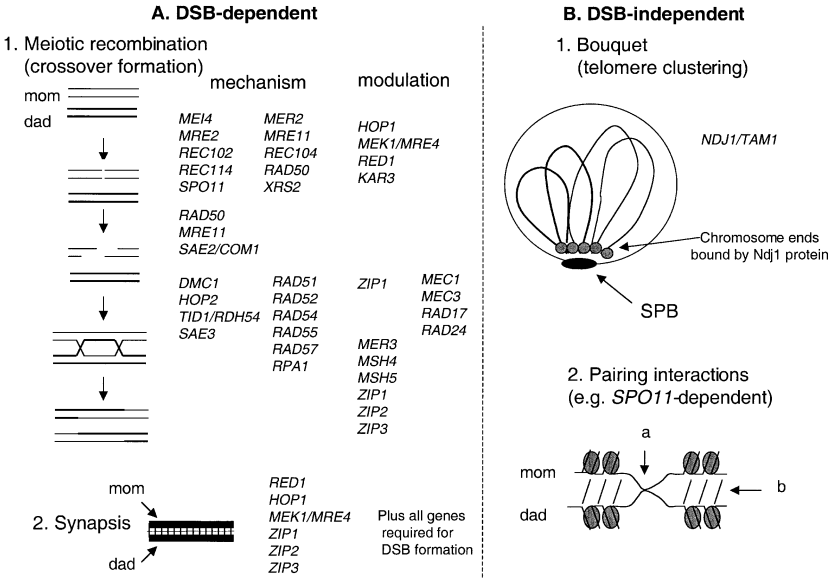 A. DSB-dependent
1. Meiotic recombination
(crossover formation)
mechanism
modulation
mom
dad
MEI4
MRE2
REC102
REC114
SPO11
MER2
MRE11
REC104
RAD50
XRS2
HOP1
MEK1/MRE4
RED1
KAR3
RAD50
MRE11
SAE2/COM1
DMC1
HOP2
TID1/RDH54
SAE3
RAD51
RAD52
RAD54
RAD55
RAD57
RPA1
ZIP1
MEC1
MEC3
RAD17
RAD24
MER3
MSH4
MSH5
ZIP1
ZIP2
ZIP3
2. Synapsis
mom
dad
RED1
HOP1
MEK1/MRE4
ZIP1
ZIP2
ZIP3
Plus all genes
required for
DSB formation
B. DSB-independent
1. Bouquet
(telomere clustering)
NDJ1/TAM1
Chromosome ends
bound by Ndj1 protein
SPB
2. Pairing interactions
(e.g. SPO11-dependent)
a
mom
b
dad